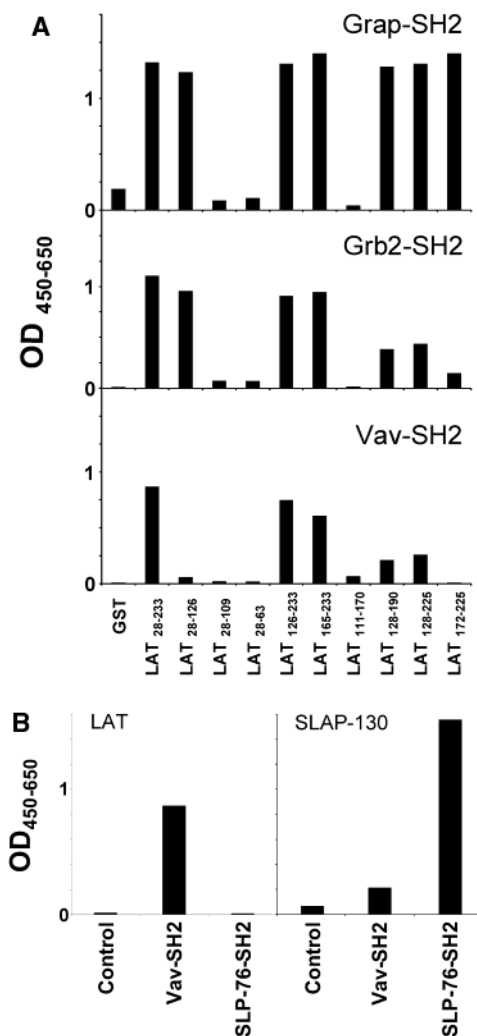 A
Grap-SH2
1
0
Grb2-SH2
1
0
Vav-SH2
1
0
OD 450-650
GST
LAT 28-233
LAT 28-126
LAT 28-109
LAT 28-63
LAT 126-233
LAT 165-233
LAT 111-170
LAT 128-190
LAT 128-225
LAT 172-225
B
LAT
SLAP-130
1
0
OD450-650
Control
Vav-SH2
SLP-76-SH2
Control
Vav-SH2
SLP-76-SH2